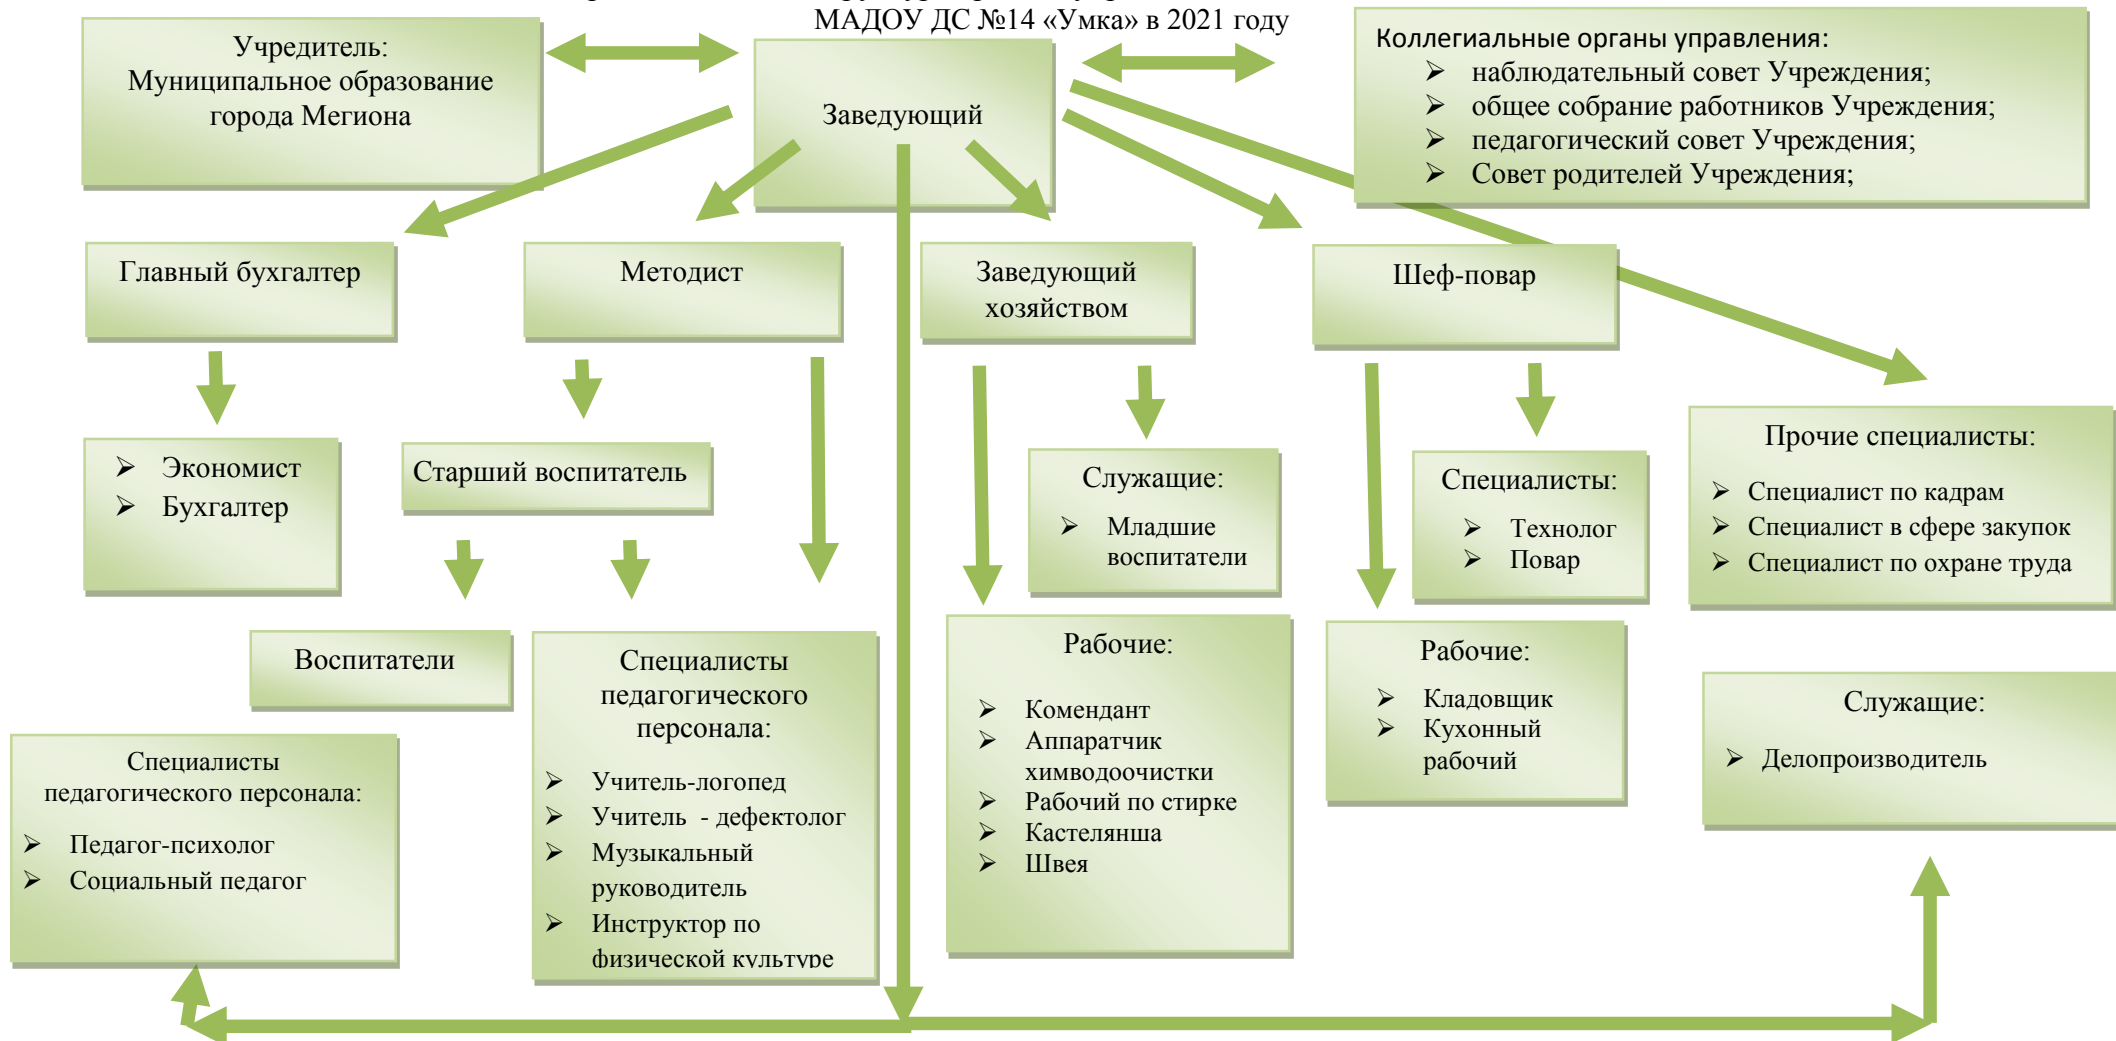 МАДОУ ДС №14 «Умка» в 2021 году
Учредитель:
Муниципальное образование
города Мегиона
Заведующий
Коллегиальные органы управления:
➢ наблюдательный совет Учреждения;
➢ общее собрание работников Учреждения;
➢ педагогический совет Учреждения;
➢ Совет родителей Учреждения;
Главный бухгалтер
Методист
Заведующий
хозяйством
Шеф-повар
➢ Экономист
➢ Бухгалтер
Старший воспитатель
Служащие:
➢ Младшие
воспитатели
Специалисты:
➢ Технолог
➢ Повар
Прочие специалисты:
➢ Специалист по кадрам
➢ Специалист в сфере закупок
➢ Специалист по охране труда
Воспитатели
Специалисты
педагогического
персонала:
➢ Учитель-логопед
➢ Учитель - дефектолог
➢ Музыкальный
руководитель
➢ Инструктор по
физической культуре
Рабочие:
➢ Комендант
➢ Аппаратчик
химводоочистки
➢ Рабочий по стирке
➢ Кастелянша
➢ Швея
Рабочие:
➢ Кладовщик
➢ Кухонный
рабочий
Служащие:
➢ Делопроизводитель
Специалисты
педагогического персонала:
➢ Педагог-психолог
➢ Социальный педагог